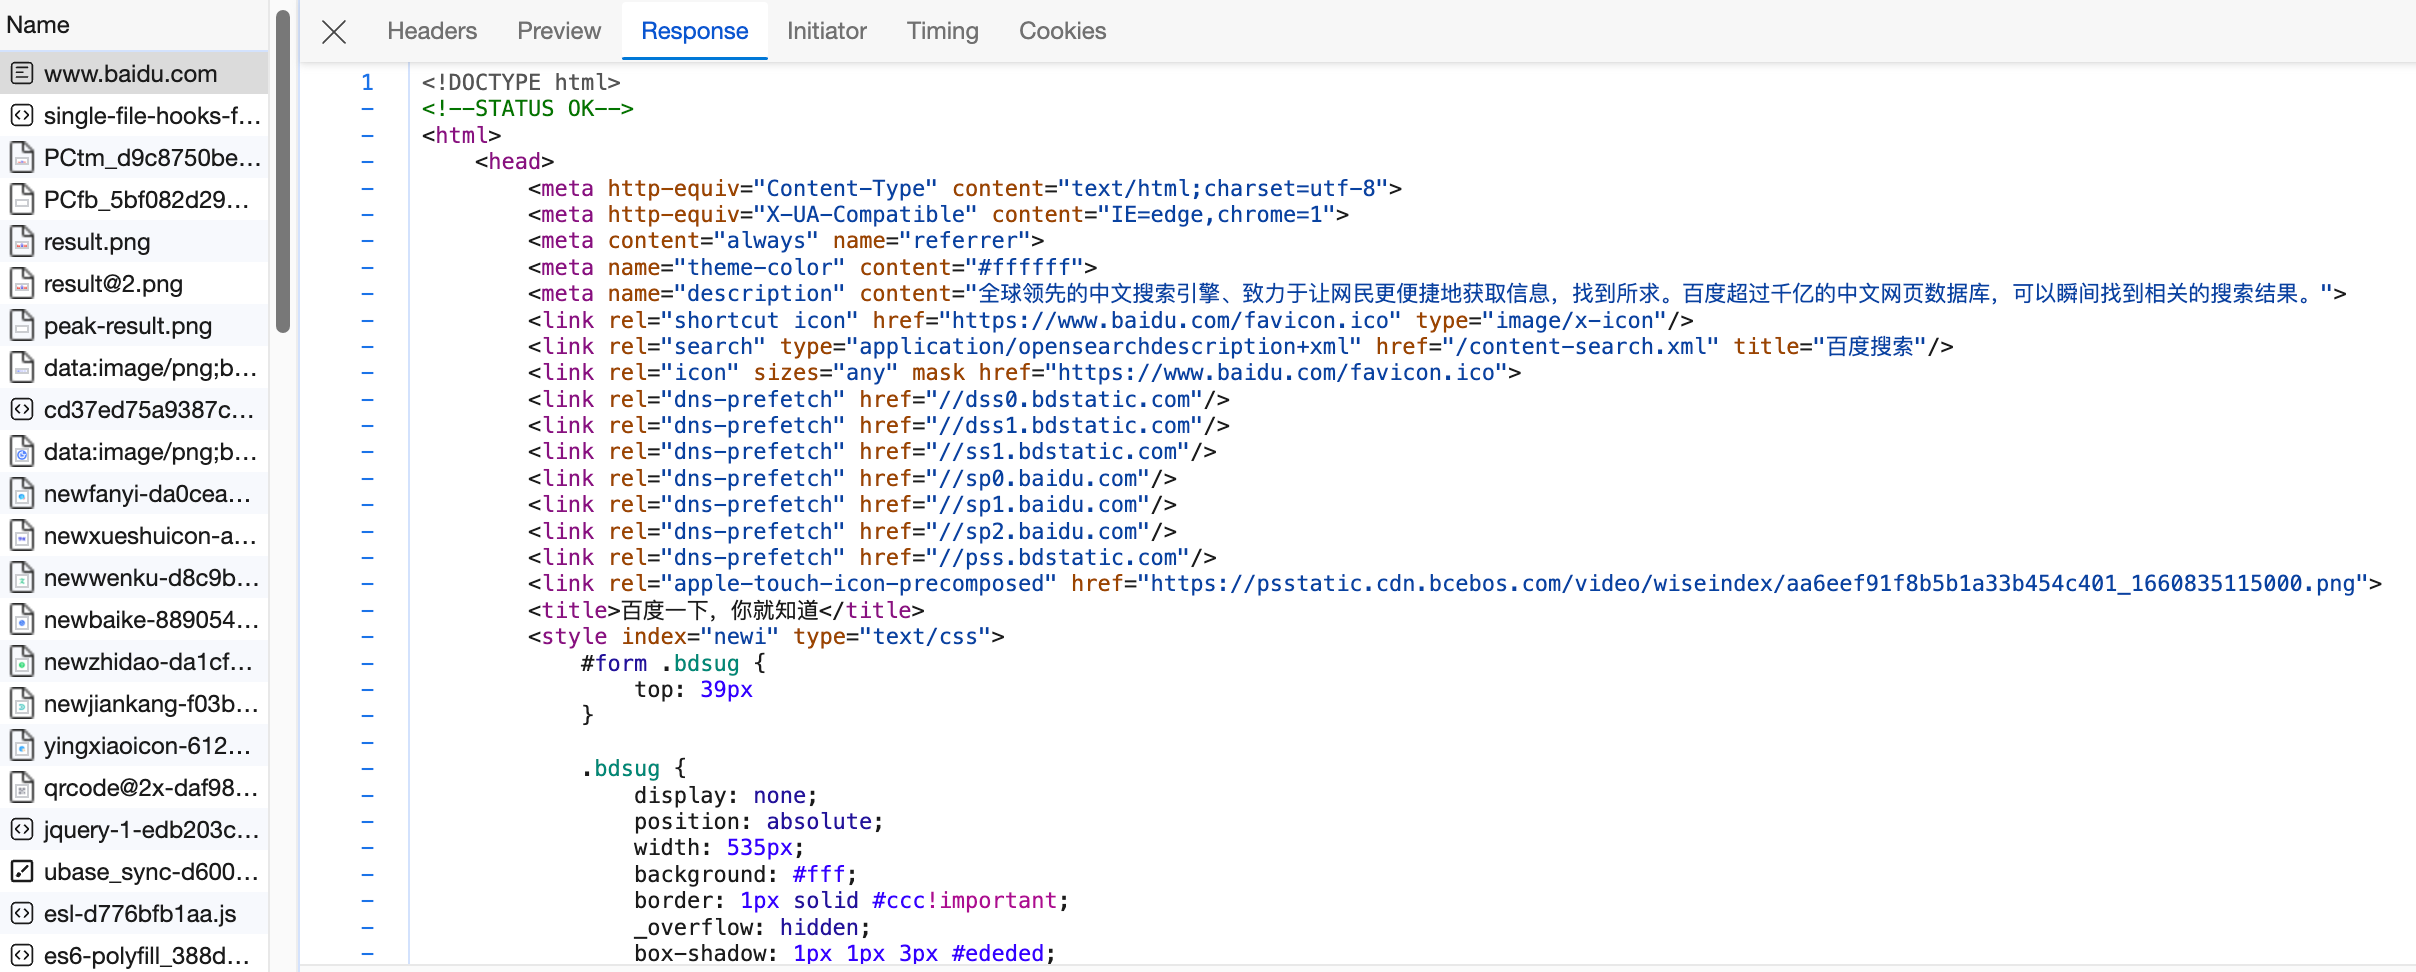 Name
www.baidu.com
single-file-hooks-f...
PCtm_d9c8750be...
PCfb_5bf082d29...
result.png
result@2.png
peak-result.png
data:image/png;b...
cd37ed75a9387c...
data:image/png;b...
newfanyi-da0cea...
newxueshuicon-a...
newwenku-d8c9b...
newbaike-889054...
newzhidao-da1cf...
newjiankang-f03b...
yingxiaoicon-612...
qrcode@2x-daf98...
jquery-1-edb203c...
ubase_sync-d600...
esl-d776bfb1aa.js
es6-polyfill_388d...
Headers Preview Response Initiator Timing Cookies
1 <!DOCTYPE html>
- <!--STATUS OK-->
- <html>
- <head>
- <meta http-equiv="Content-Type" content="text/html;charset=utf-8">
- <meta http-equiv="X-UA-Compatible" content="IE=edge,chrome=1">
- <meta content="always" name="referrer">
- <meta name="theme-color" content="#ffffff">
- <meta name="description" content="全球领先的中文搜索引擎、致力于让网民更便捷地获取信息，找到所求。百度超过千亿的中文网页数据库，可以瞬间找到相关的搜索结果。">
- <link rel="shortcut icon" href="https://www.baidu.com/favicon.ico" type="image/x-icon"/>
- <link rel="search" type="application/opensearchdescription+xml" href="/content-search.xml" title="百度搜索"/>
- <link rel="icon" sizes="any" mask href="https://www.baidu.com/favicon.ico">
- <link rel="dns-prefetch" href="//dss0.bdstatic.com"/>
- <link rel="dns-prefetch" href="//dss1.bdstatic.com"/>
- <link rel="dns-prefetch" href="//ss1.bdstatic.com"/>
- <link rel="dns-prefetch" href="//sp0.baidu.com"/>
- <link rel="dns-prefetch" href="//sp1.baidu.com"/>
- <link rel="dns-prefetch" href="//sp2.baidu.com"/>
- <link rel="dns-prefetch" href="//pss.bdstatic.com"/>
- <link rel="apple-touch-icon-precomposed" href="https://psstatic.cdn.bcebos.com/video/wiseindex/aa6eef91f8b5b1a33b454c401_1660835115000.png">
- <title>百度一下，你就知道</title>
- <style index="newi" type="text/css">
- #form .bdsug {
- top: 39px
- }
-
- .bdsug {
- display: none;
- position: absolute;
- width: 535px;
- background: #fff;
- border: 1px solid #ccc!important;
- _overflow: hidden;
- box-shadow: 1px 1px 3px #ededed;